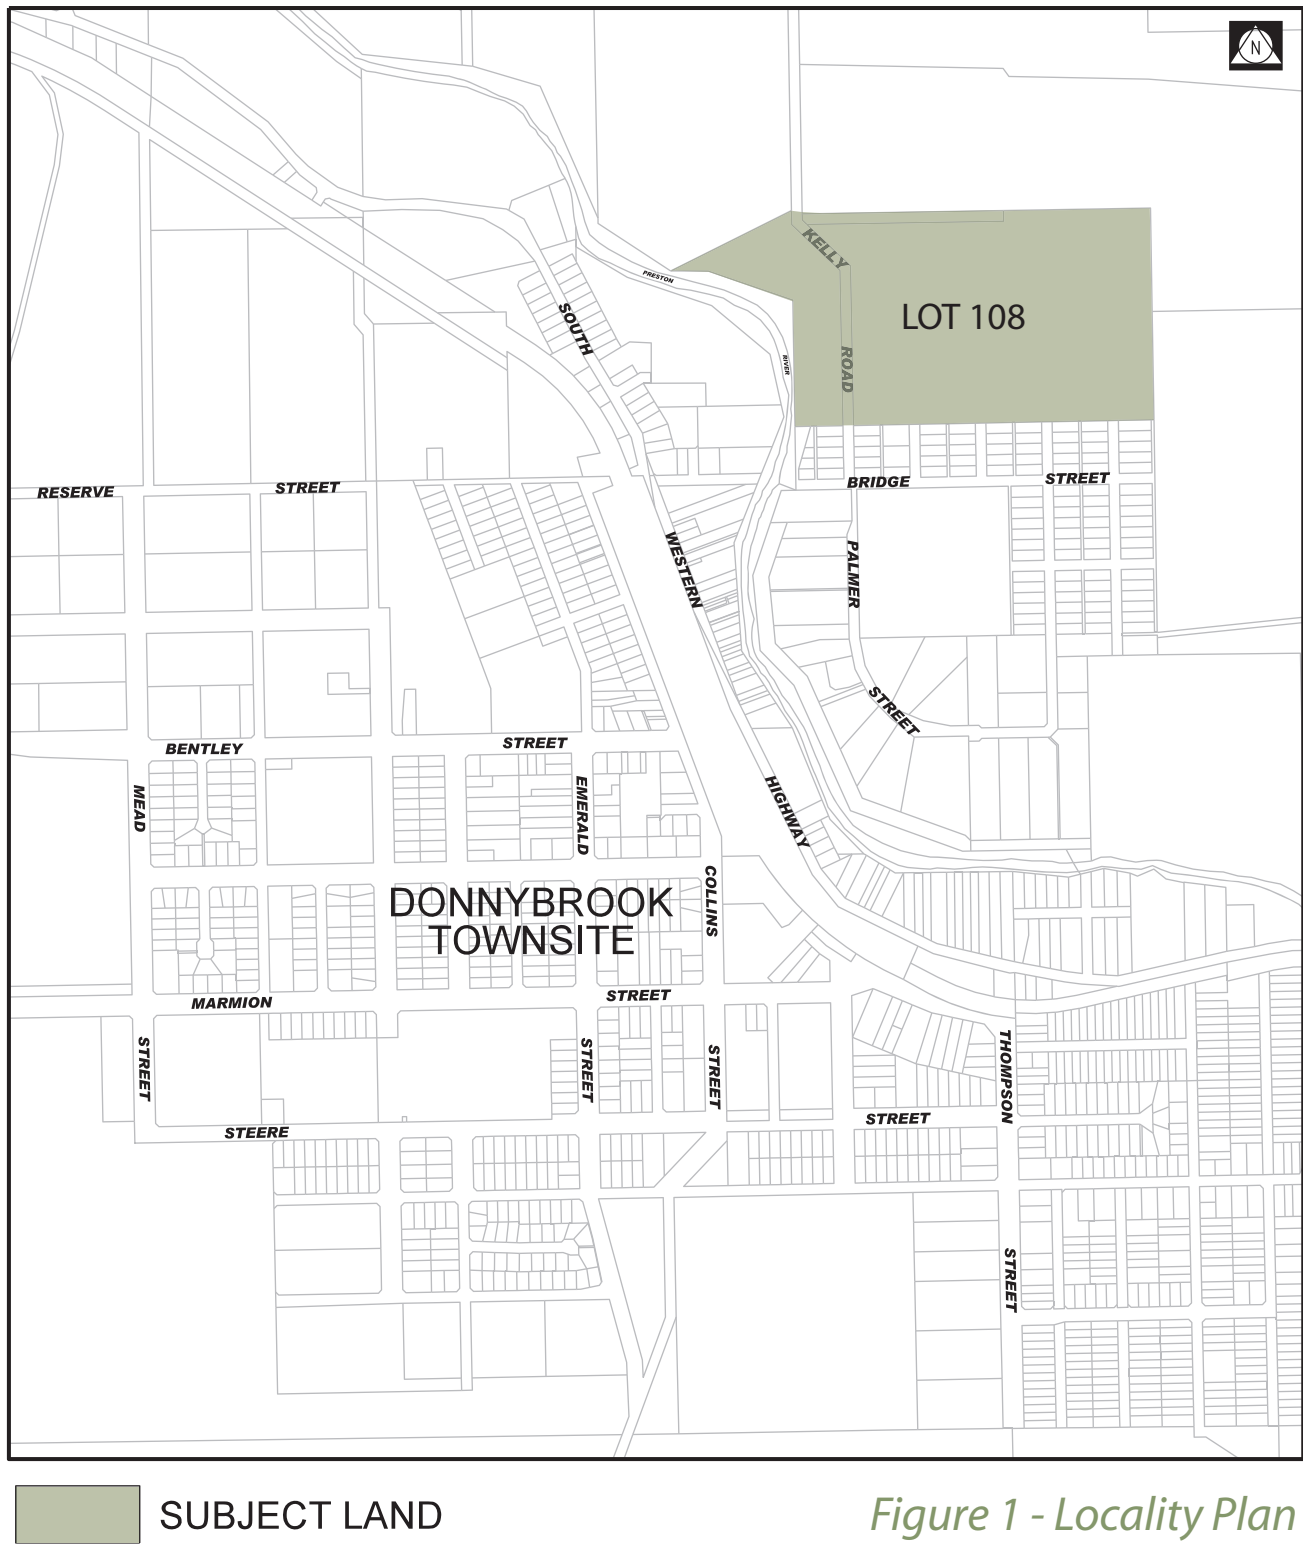 N
KELLY
PRESTON
LOT 108
SOUTH
RIVER
ROAD
RESERVE
STREET
BRIDGE
STREET
WESTERN
PALMER
STREET
BENTLEY
STREET
MEAD
EMERALD
HIGHWAY
COLLINS
DONNYBROOK
TOWNSITE
MARMION
STREET
STREET
STREET
STREET
THOMPSON
STEERE
STREET
STREET
SUBJECT LAND
Figure 1 - Locality Plan